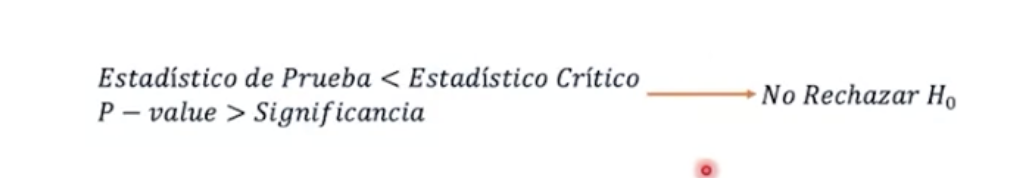 Estadístico de Prueba < Estadístico Crítico
P − value > Significancia
No Rechazar H₀